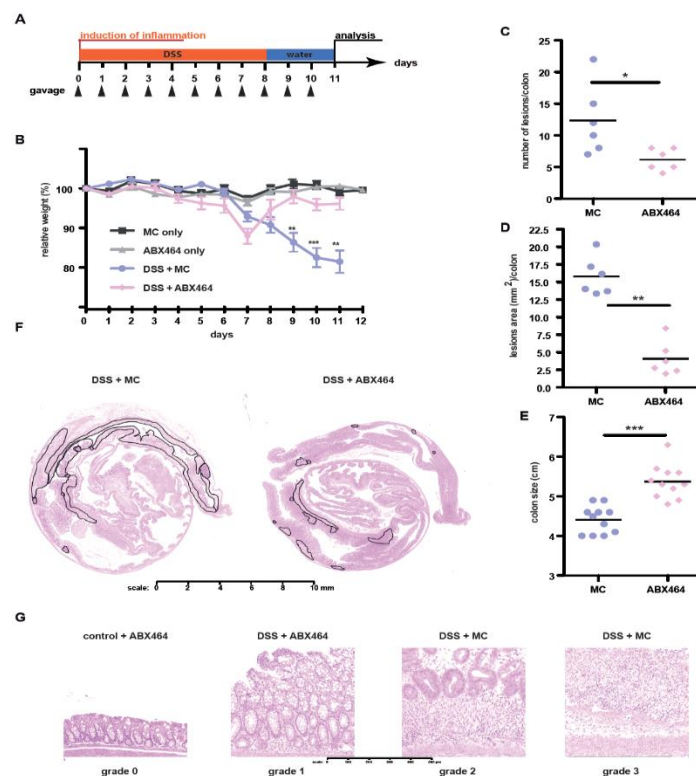 A
induction of inflammation
analysis
DSS
water
days
0 1 2 3 4 5 6 7 8 9 10 11
gavage
B
relative weight (%)
100
90
80
MC only
ABX464 only
DSS + MC
DSS + ABX464
**
***
**
0 1 2 3 4 5 6 7 8 9 10 11 12
days
C
number of lesions/colon
25
20
15
10
5
0
*
MC ABX464
D
lesions area (mm²)/colon
22.5
20.0
17.5
15.0
12.5
10.0
7.5
5.0
2.5
0.0
**
MC ABX464
E
colon size (cm)
7
6
5
4
3
***
MC ABX464
F
DSS + MC
DSS + ABX464
scale:
0 2 4 6 8 10 mm
G
control + ABX464
DSS + ABX464
DSS + MC
DSS + MC
scale
grade 0
grade 1
grade 2
grade 3